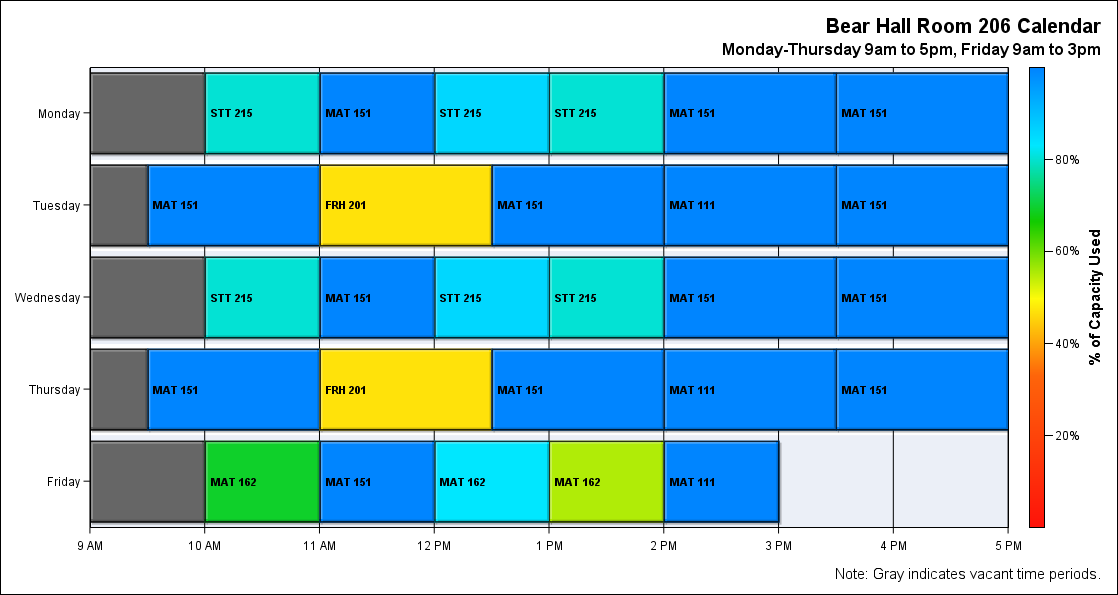 Bear Hall Room 206 Calendar
Monday-Thursday 9am to 5pm, Friday 9am to 3pm
Monday STT 215 MAT 151 STT 215 STT 215 MAT 151 MAT 151
80%
Tuesday MAT 151 FRH 201 MAT 151 MAT 111 MAT 151
60%
Wednesday STT 215 MAT 151 STT 215 STT 215 MAT 151 MAT 151
% of Capacity Used
40%
Thursday MAT 151 FRH 201 MAT 151 MAT 111 MAT 151
20%
Friday MAT 162 MAT 151 MAT 162 MAT 162 MAT 111
9 AM 10 AM 11 AM 12 PM 1 PM 2 PM 3 PM 4 PM 5 PM
Note: Gray indicates vacant time periods.